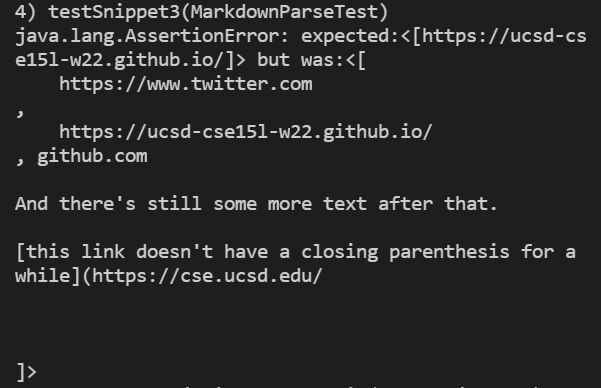 4) testSnippet3(MarkdownParseTest)
java.lang.AssertionError: expected:<[https://ucsd-cs
e15l-w22.github.io/]> but was:<[
    https://www.twitter.com
,
    https://ucsd-cse15l-w22.github.io/
, github.com

And there's still some more text after that.

[this link doesn't have a closing parenthesis for a
while](https://cse.ucsd.edu/

]>